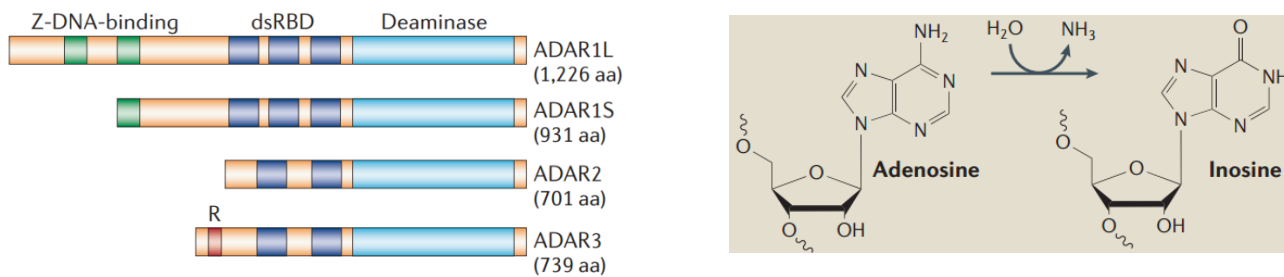 Z-DNA-binding dsRBD Deaminase
ADAR1L
(1,226 aa)
ADAR1S
(931 aa)
ADAR2
(701 aa)
R
ADAR3
(739 aa)
NH₂
N
N
N
N
O
O
O
OH
Adenosine
H₂O
NH₃
O
N
NH
N
N
O
O
O
OH
Inosine